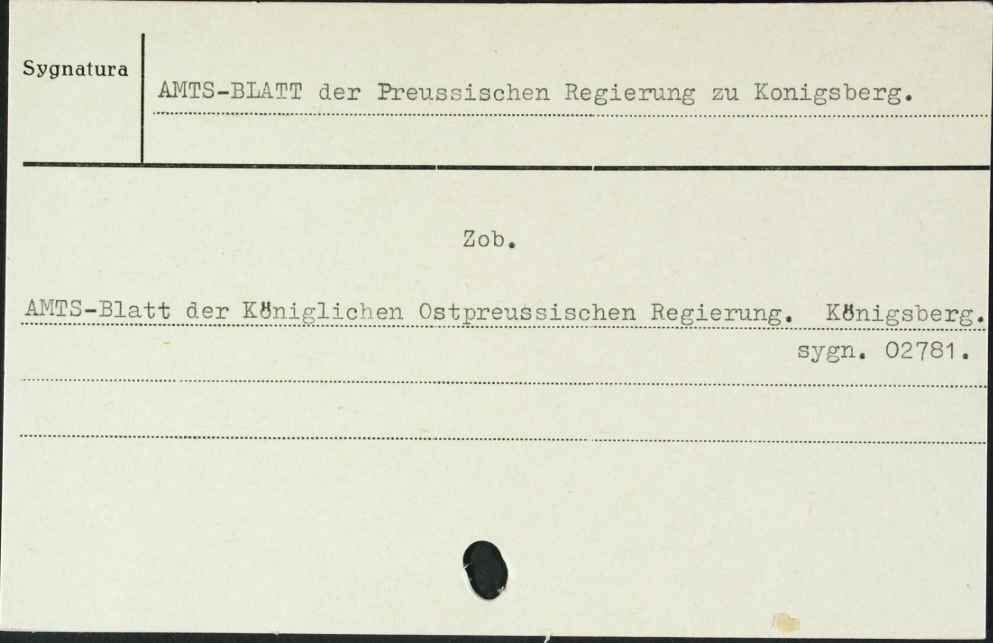 Sygnatura
AMTS-BLATT der Preussischen Regierung zu Konigsberg.
Zob.
AMTS-Blatt der Königlichen Ostpreussischen Regierung. Königsberg.
sygn. 02781.